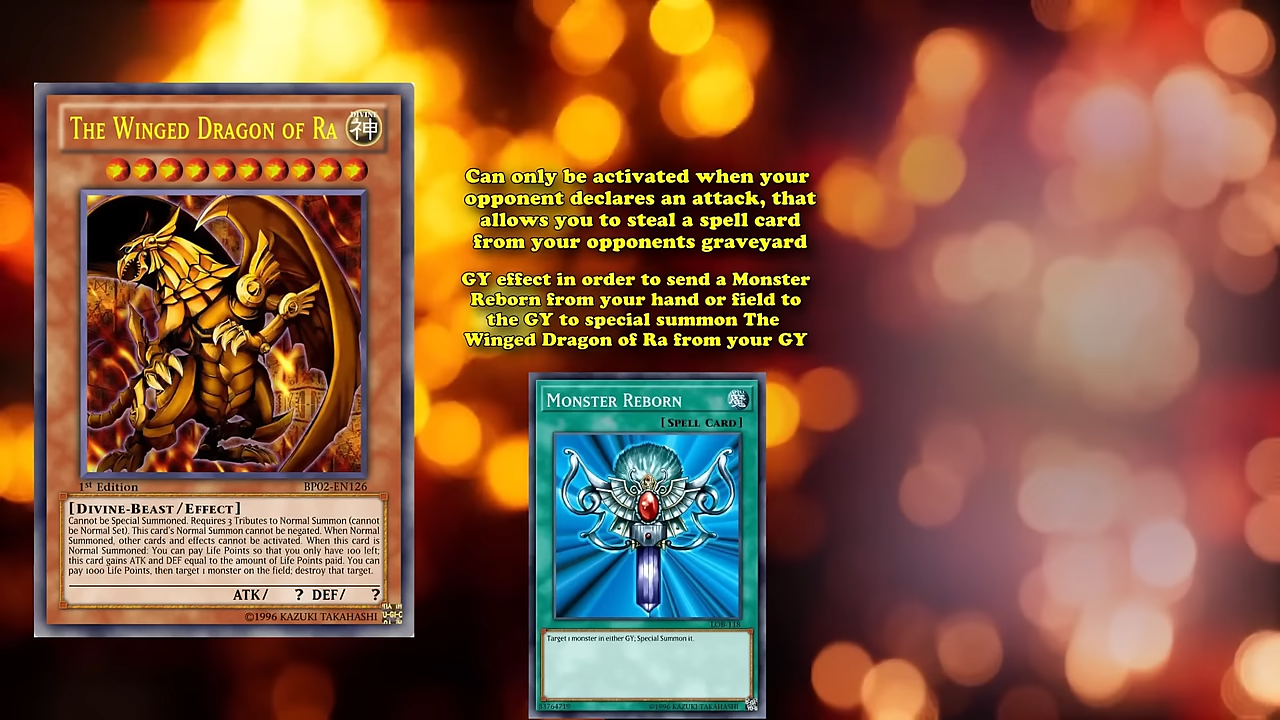 THE WINGED DRAGON OF RA
DIVINE
神
1st Edition
BP02-EN126
[DIVINE-BEAST/EFFECT]
Cannot be Special Summoned. Requires 3 Tributes to Normal Summon (cannot
be Normal Set). This card's Normal Summon cannot be negated. When Normal
Summoned, other cards and effects cannot be activated. When this card is
Normal Summoned: You can pay Life Points so that you only have 100 left;
this card gains ATK and DEF equal to the amount of Life Points paid. You can
pay 1000 Life Points, then target 1 monster on the field; destroy that target.
ATK/ ? DEF/ ?
©1996 KAZUKI TAKAHASHI
Can only be activated when your
opponent declares an attack, that
allows you to steal a spell card
from your opponents graveyard
GY effect in order to send a Monster
Reborn from your hand or field to
the GY to special summon The
Winged Dragon of Ra from your GY
MONSTER REBORN
[SPELL CARD]
Target 1 monster in either GY; Special Summon it.
©1996 KAZUKI TAKAHASHI